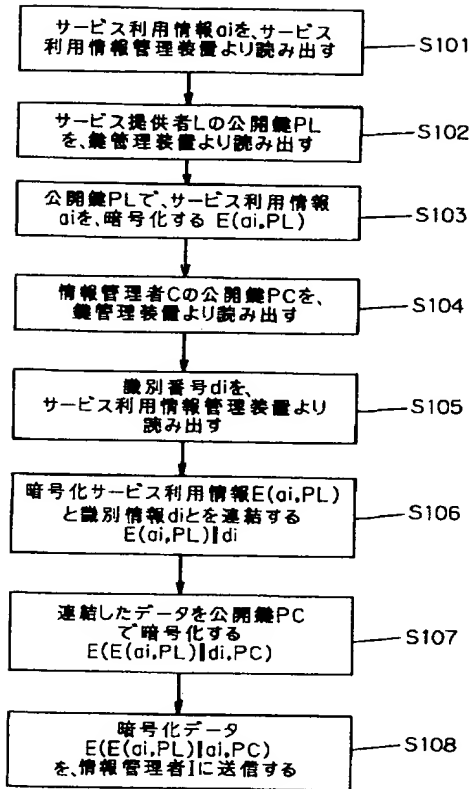 サービス利用情報aiを、サービス
利用情報管理装置より読み出す
S101
サービス提供者Lの公開鍵PL
を、鍵管理装置より読み出す
S102
公開鍵PLで、サービス利用情報
aiを、暗号化する E(ai,PL)
S103
情報管理者Cの公開鍵PCを、
鍵管理装置より読み出す
S104
識別番号diを、
サービス利用情報管理装置より
読み出す
S105
暗号化サービス利用情報E(ai,PL)
と識別情報diとを連結する
E(ai,PL)‖di
S106
連結したデータを公開鍵PC
で暗号化する
E(E(ai,PL)‖di,PC)
S107
暗号化データ
E(E(ai,PL)‖ai,PC)
を、情報管理者Iに送信する
S108